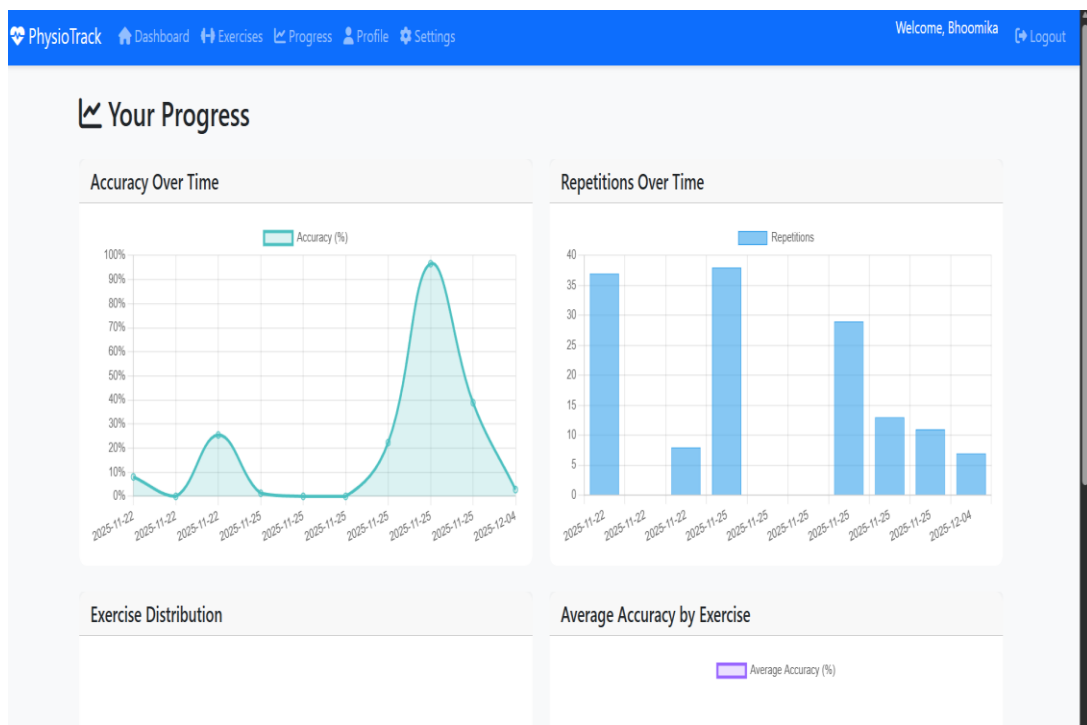 PhysioTrack Dashboard Exercises Progress Profile Settings Welcome, Bhoomika Logout
Your Progress
Accuracy Over Time
Accuracy (%)
100%
90%
80%
70%
60%
50%
40%
30%
20%
10%
0%
2025-11-22 2025-11-22 2025-11-22 2025-11-25 2025-11-25 2025-11-25 2025-11-25 2025-11-25 2025-11-25 2025-12-04
Repetitions Over Time
Repetitions
40
35
30
25
20
15
10
5
0
2025-11-22 2025-11-22 2025-11-22 2025-11-25 2025-11-25 2025-11-25 2025-11-25 2025-11-25 2025-11-25 2025-12-04
Exercise Distribution
Average Accuracy by Exercise
Average Accuracy (%)